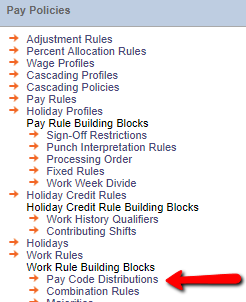 Pay Policies
Adjustment Rules
Percent Allocation Rules
Wage Profiles
Cascading Profiles
Cascading Policies
Pay Rules
Holiday Profiles
Pay Rule Building Blocks
Sign-Off Restrictions
Punch Interpretation Rules
Processing Order
Fixed Rules
Work Week Divide
Holiday Credit Rules
Holiday Credit Rule Building Blocks
Work History Qualifiers
Contributing Shifts
Holidays
Work Rules
Work Rule Building Blocks
Pay Code Distributions
Combination Rules